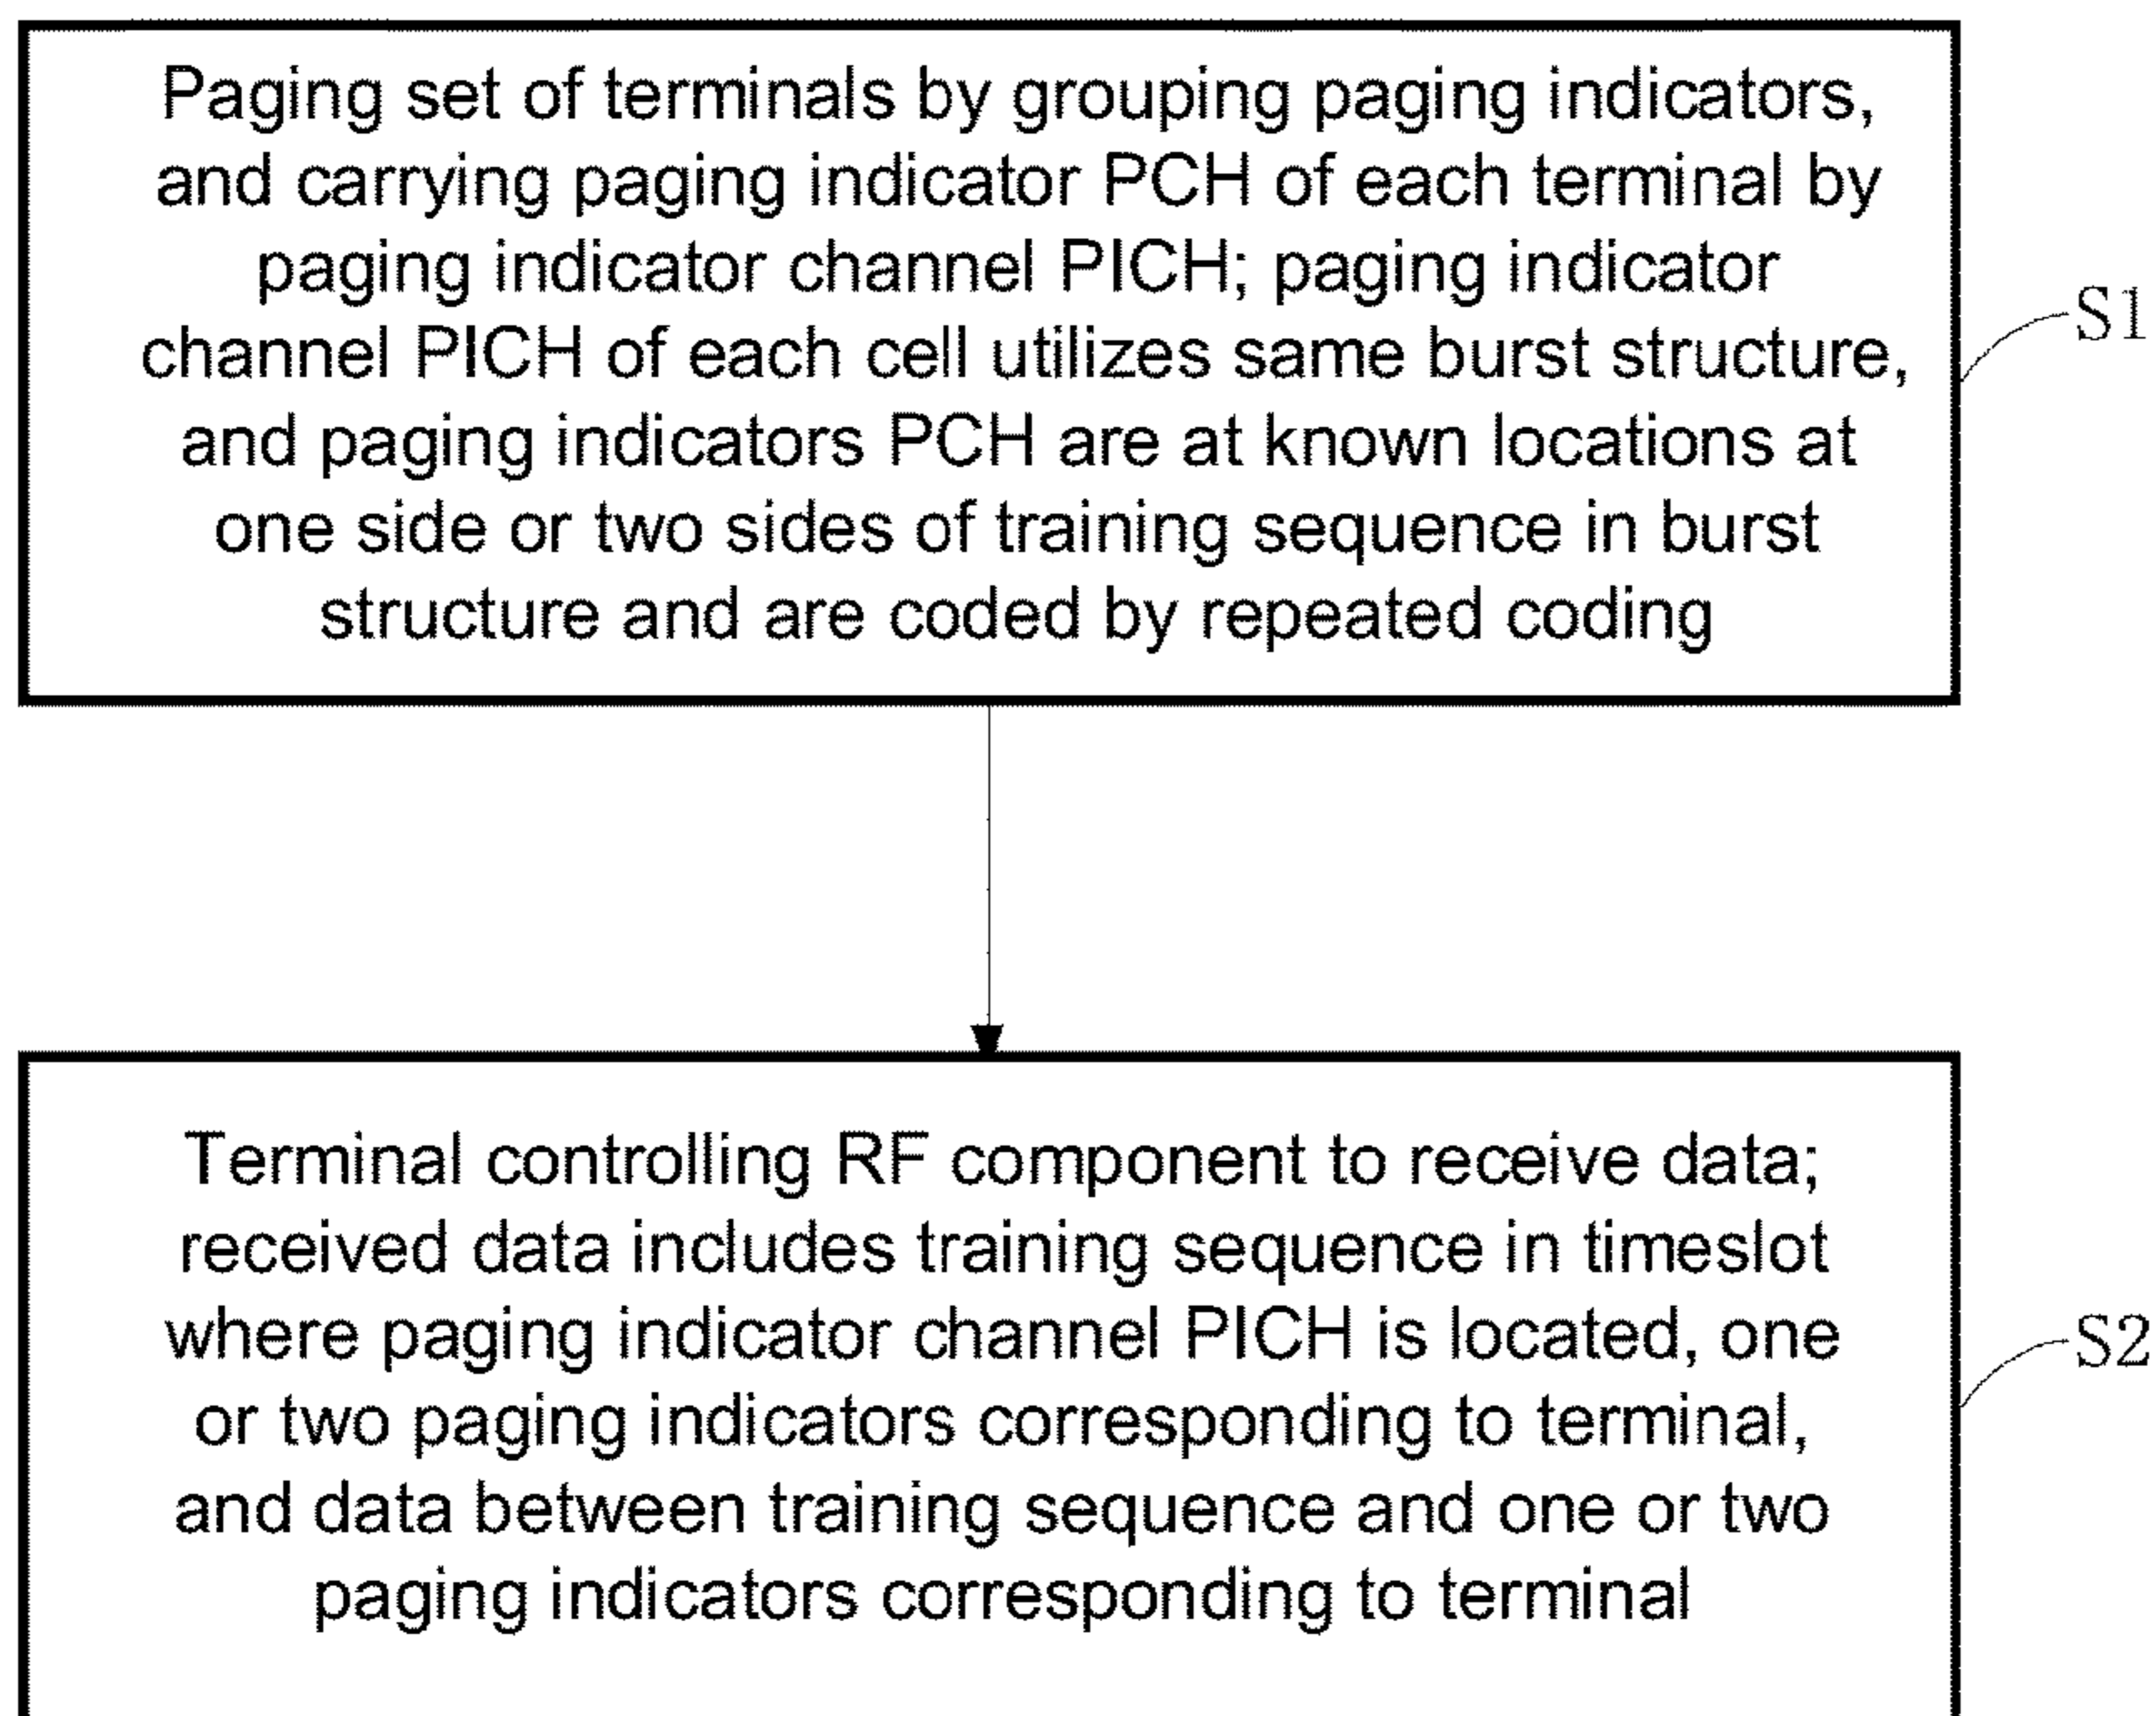 Paging set of terminals by grouping paging indicators,
and carrying paging indicator PCH of each terminal by
paging indicator channel PICH; paging indicator
channel PICH of each cell utilizes same burst structure,
and paging indicators PCH are at known locations at
one side or two sides of training sequence in burst
structure and are coded by repeated coding
S1
Terminal controlling RF component to receive data;
received data includes training sequence in timeslot
where paging indicator channel PICH is located, one
or two paging indicators corresponding to terminal,
and data between training sequence and one or two
paging indicators corresponding to terminal
S2